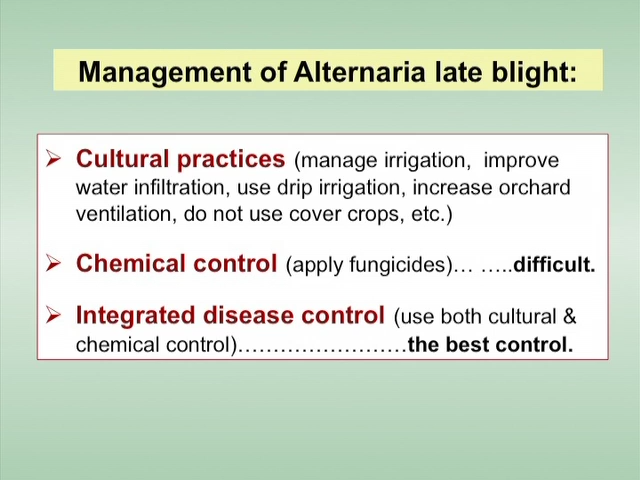 Management of Alternaria late blight:
➢ Cultural practices (manage irrigation, improve
water infiltration, use drip irrigation, increase orchard
ventilation, do not use cover crops, etc.)
➢ Chemical control (apply fungicides)… …..difficult.
➢ Integrated disease control (use both cultural &
chemical control)……………………the best control.